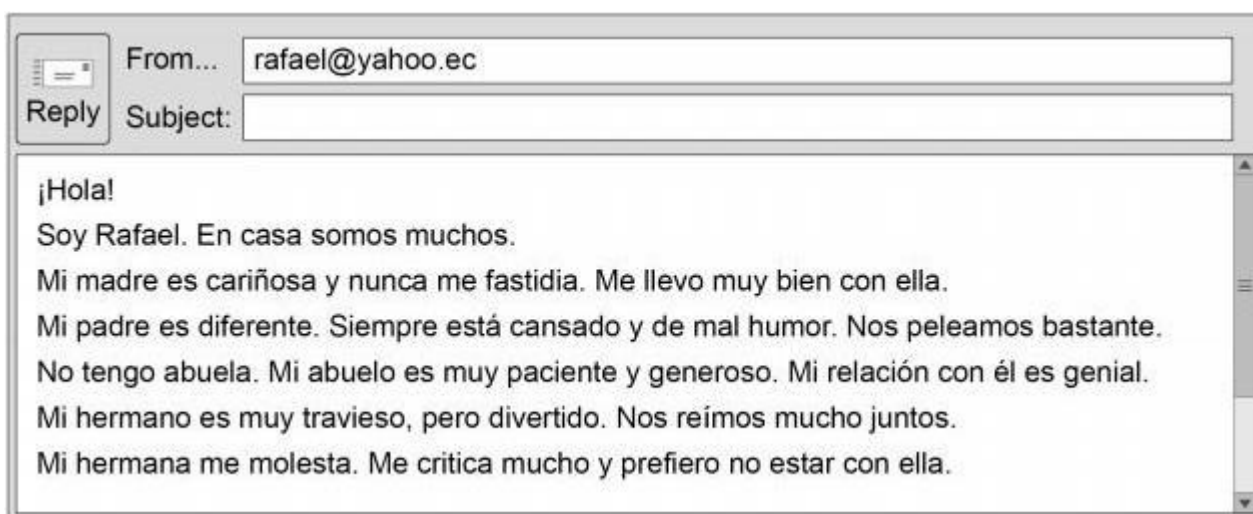 From... rafael@yahoo.ec
Reply
Subject:
¡Hola!
Soy Rafael. En casa somos muchos.
Mi madre es cariñosa y nunca me fastidia. Me llevo muy bien con ella.
Mi padre es diferente. Siempre está cansado y de mal humor. Nos peleamos bastante.
No tengo abuela. Mi abuelo es muy paciente y generoso. Mi relación con él es genial.
Mi hermano es muy travieso, pero divertido. Nos reímos mucho juntos.
Mi hermana me molesta. Me critica mucho y prefiero no estar con ella.